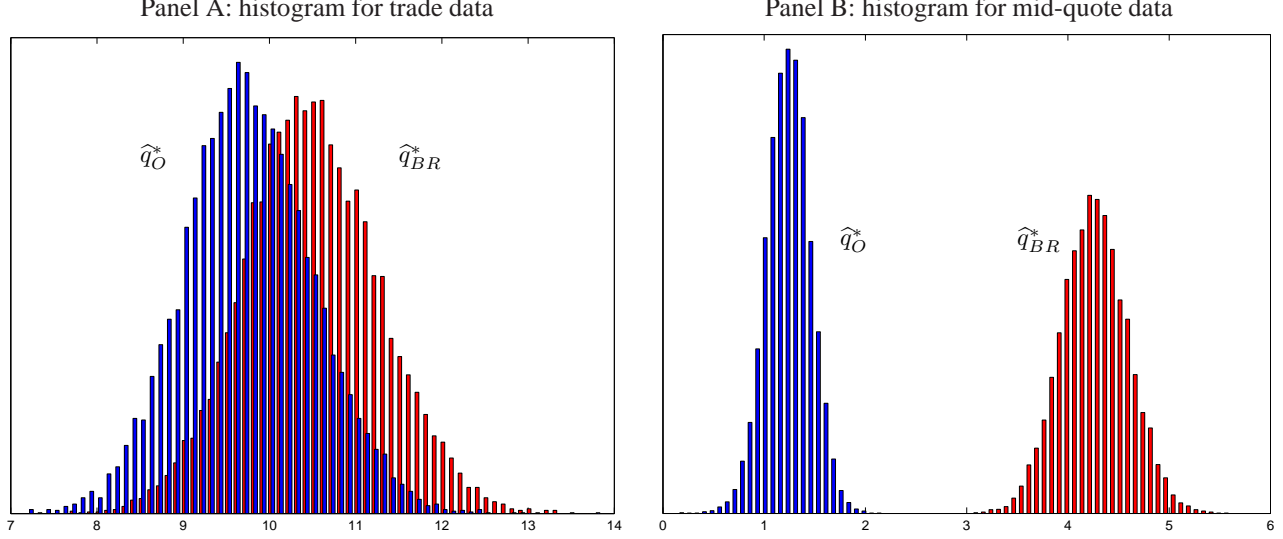 Panel A: histogram for trade data
q̂*_O
q̂*_BR
7 8 9 10 11 12 13 14
Panel B: histogram for mid-quote data
q̂*_O
q̂*_BR
0 1 2 3 4 5 6